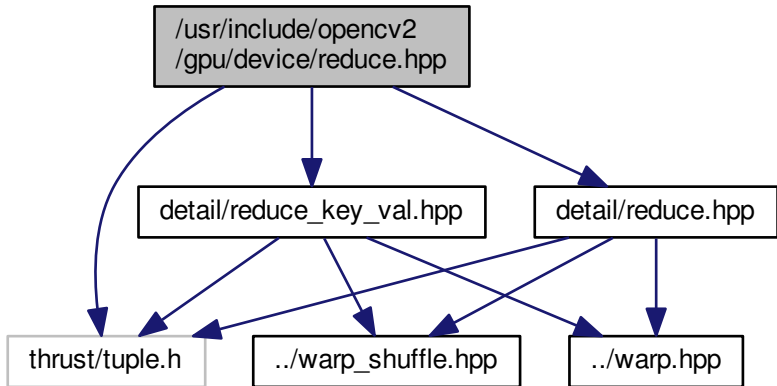 /usr/include/opencv2
/gpu/device/reduce.hpp
detail/reduce_key_val.hpp
detail/reduce.hpp
thrust/tuple.h
../warp_shuffle.hpp
../warp.hpp